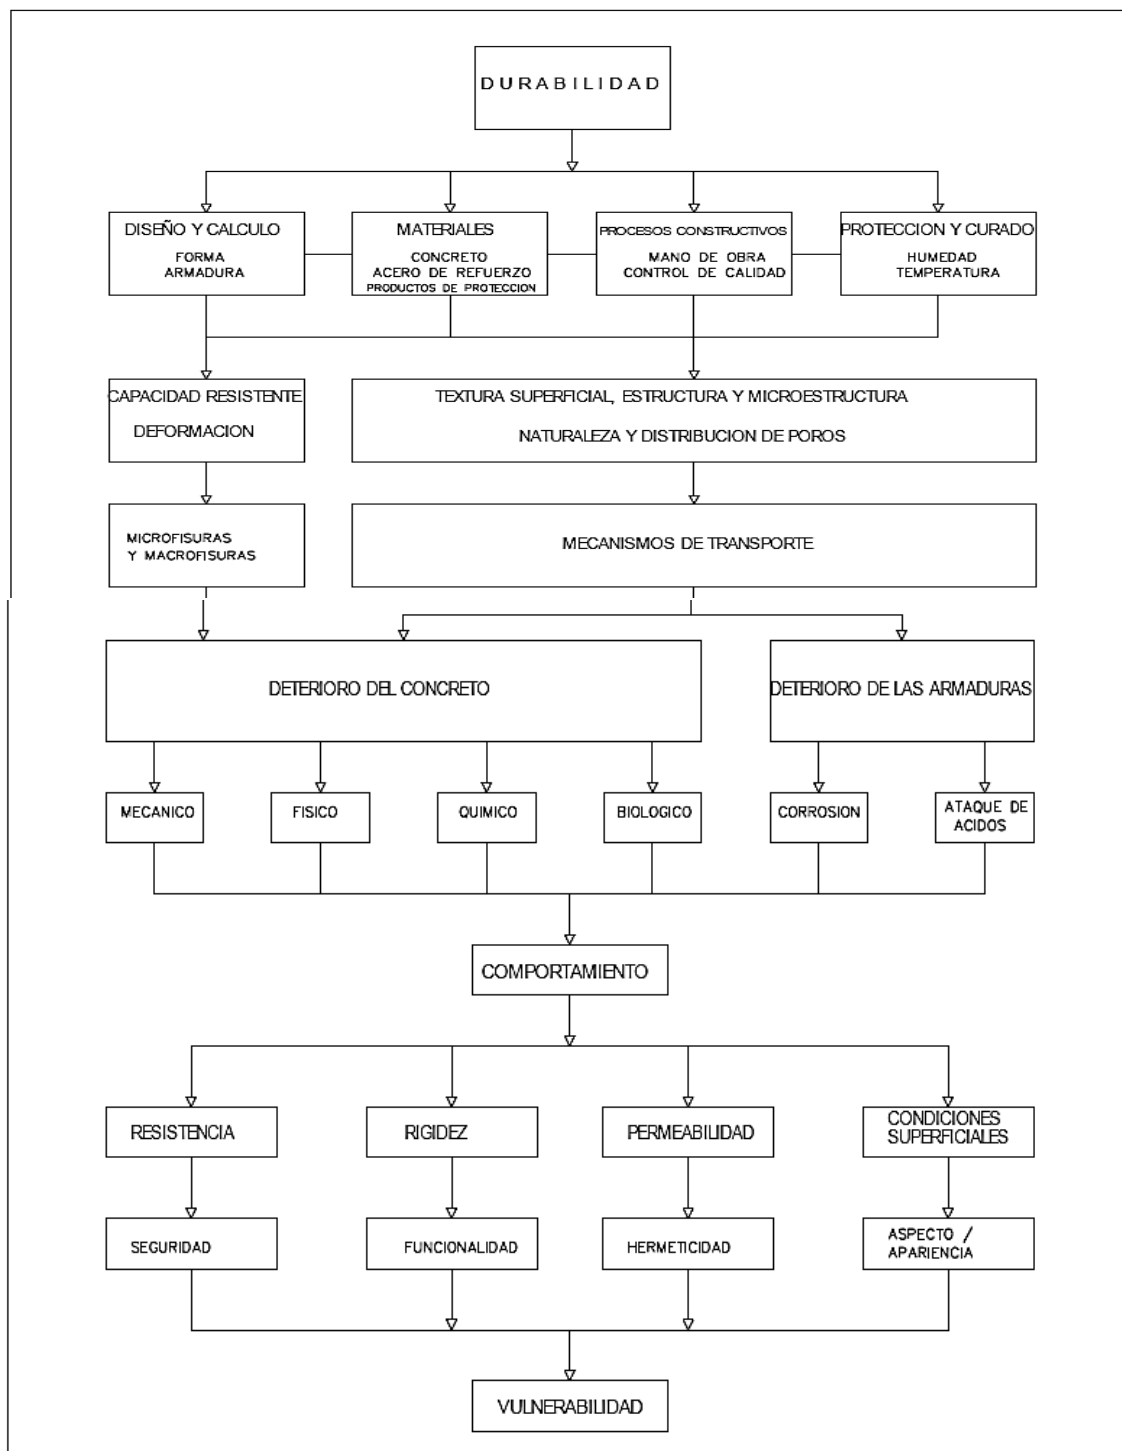 DURABILIDAD
DISEÑO Y CALCULO
FORMA
ARMADURA
MATERIALES
CONCRETO
ACERO DE REFUERZO
PRODUCTOS DE PROTECCION
PROCESOS CONSTRUCTIVOS
MANO DE OBRA
CONTROL DE CALIDAD
PROTECCION Y CURADO
HUMEDAD
TEMPERATURA
CAPACIDAD RESISTENTE
DEFORMACION
TEXTURA SUPERFICIAL, ESTRUCTURA Y MICROESTRUCTURA
NATURALEZA Y DISTRIBUCION DE POROS
MICROFISURAS
Y MACROFISURAS
MECANISMOS DE TRANSPORTE
DETERIORO DEL CONCRETO
DETERIORO DE LAS ARMADURAS
MECANICO
FISICO
QUIMICO
BIOLOGICO
CORROSION
ATAQUE DE
ACIDOS
COMPORTAMIENTO
RESISTENCIA
RIGIDEZ
PERMEABILIDAD
CONDICIONES
SUPERFICIALES
SEGURIDAD
FUNCIONALIDAD
HERMETICIDAD
ASPECTO /
APARIENCIA
VULNERABILIDAD